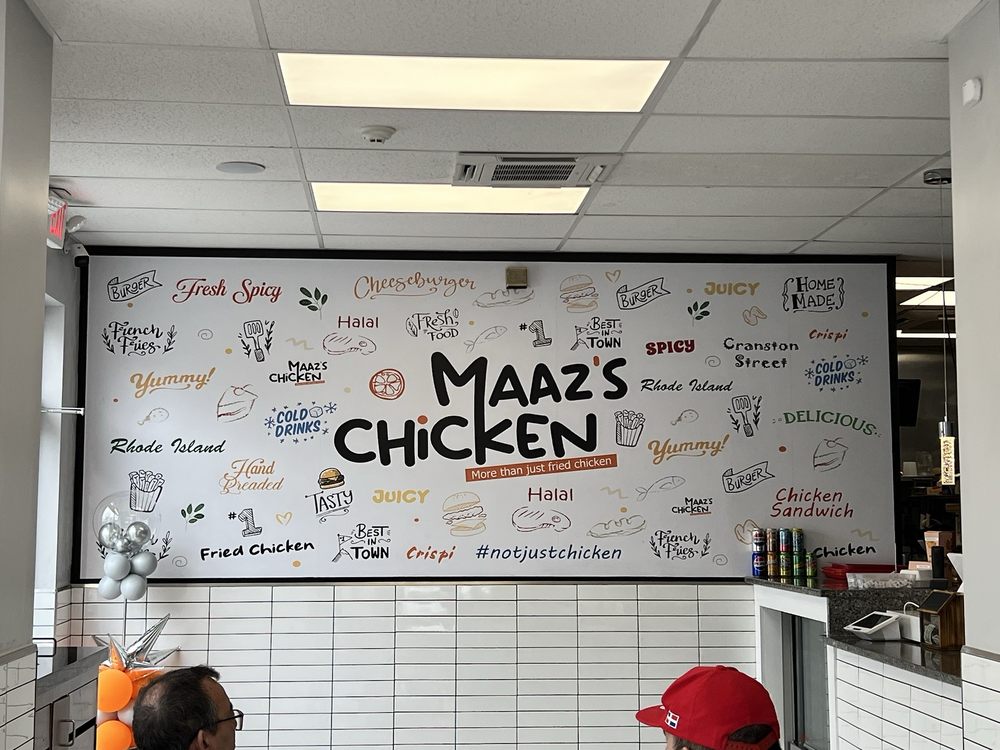 BURGER
Fresh Spicy
Cheeseburger
BURGER
JUICY
HOME
MADE
French
Fries
Halal
FRESH
FOOD
#1
BEST
IN
TOWN
SPICY
Cranston
Street
Crispi
Yummy!
MAAZ'S
CHICKEN
MAAZ'S
CHICKEN
More than just fried chicken
Rhode Island
COLD
DRINKS
COLD
DRINKS
DELICIOUS
Rhode Island
Yummy!
Hand
Breaded
TASTY
JUICY
Halal
BURGER
MAAZ'S
CHICKEN
Chicken
Sandwich
#1
Fried Chicken
BEST
IN
TOWN
Crispi
#notjustchicken
French
Fries
Chicken